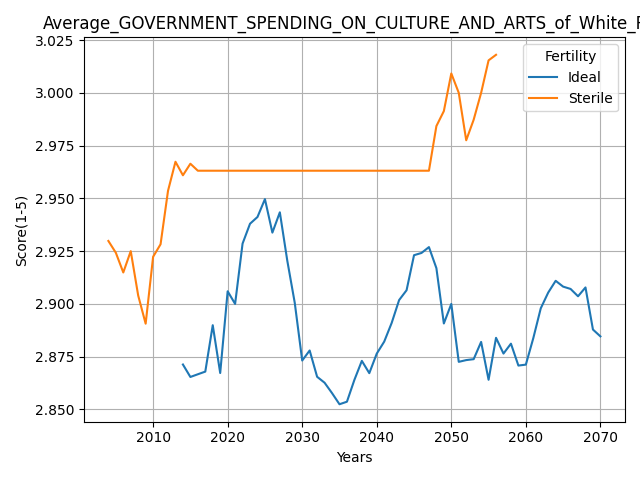 Average_GOVERNMENT_SPENDING_ON_CULTURE_AND_ARTS_of_White_
3.025
3.000
2.975
2.950
2.925
2.900
2.875
2.850
Score(1-5)
Fertility
Ideal
Sterile
2010 2020 2030 2040 2050 2060 2070
Years